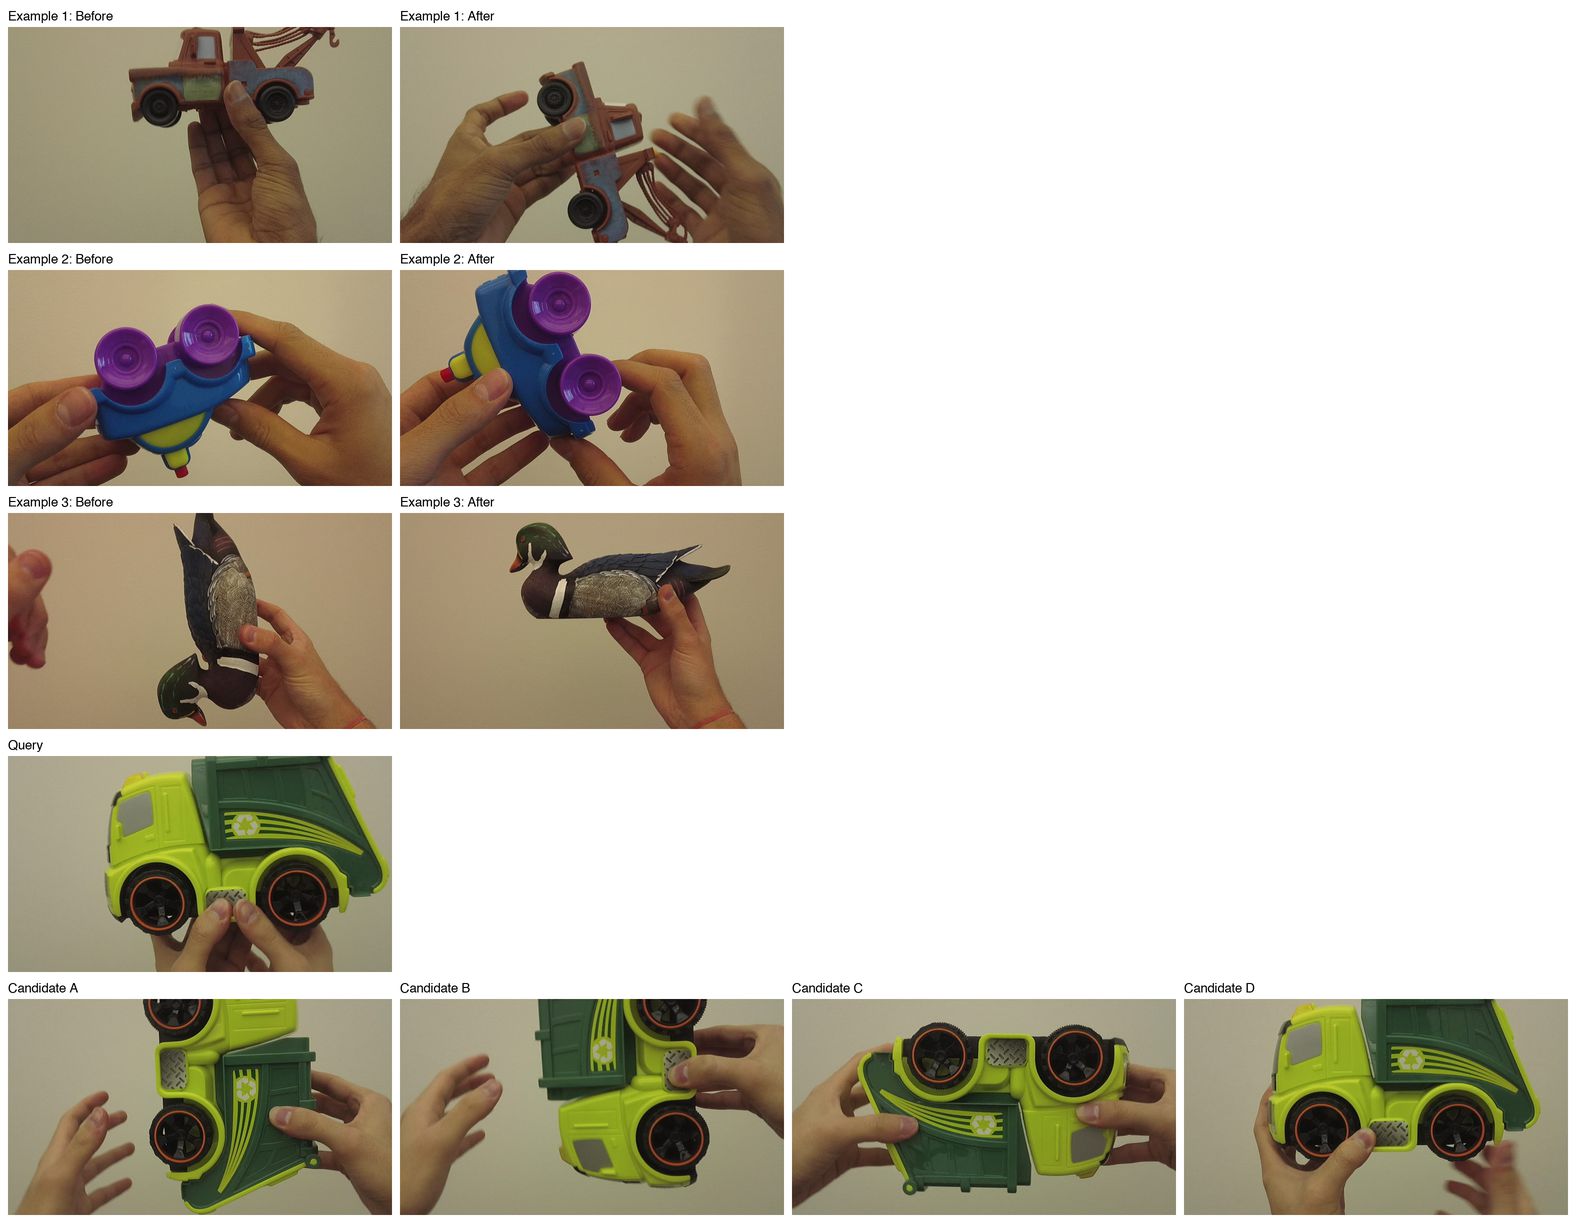 Example 1: Before
Example 1: After
Example 2: Before
Example 2: After
Example 3: Before
Example 3: After
Query
Candidate A
Candidate B
Candidate C
Candidate D